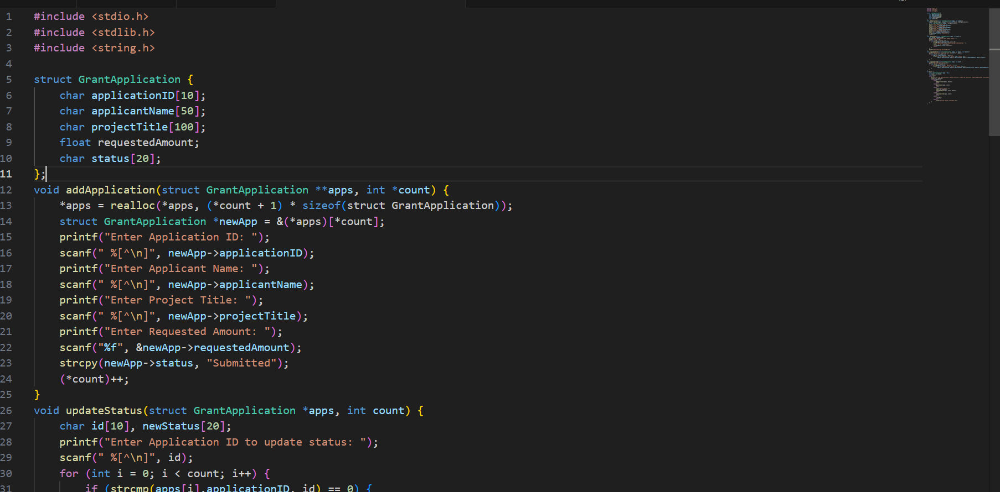 1 #include <stdio.h>
2 #include <stdlib.h>
3 #include <string.h>
4
5 struct GrantApplication {
6     char applicationID[10];
7     char applicantName[50];
8     char projectTitle[100];
9     float requestedAmount;
10     char status[20];
11 };
12 void addApplication(struct GrantApplication **apps, int *count) {
13     *apps = realloc(*apps, (*count + 1) * sizeof(struct GrantApplication));
14     struct GrantApplication *newApp = &(*apps)[*count];
15     printf("Enter Application ID: ");
16     scanf(" %[^\n]", newApp->applicationID);
17     printf("Enter Applicant Name: ");
18     scanf(" %[^\n]", newApp->applicantName);
19     printf("Enter Project Title: ");
20     scanf(" %[^\n]", newApp->projectTitle);
21     printf("Enter Requested Amount: ");
22     scanf("%f", &newApp->requestedAmount);
23     strcpy(newApp->status, "Submitted");
24     (*count)++;
25 }
26 void updateStatus(struct GrantApplication *apps, int count) {
27     char id[10], newStatus[20];
28     printf("Enter Application ID to update status: ");
29     scanf(" %[^\n]", id);
30     for (int i = 0; i < count; i++) {
31         if (strcmp(apps[i].applicationID, id) == 0) {